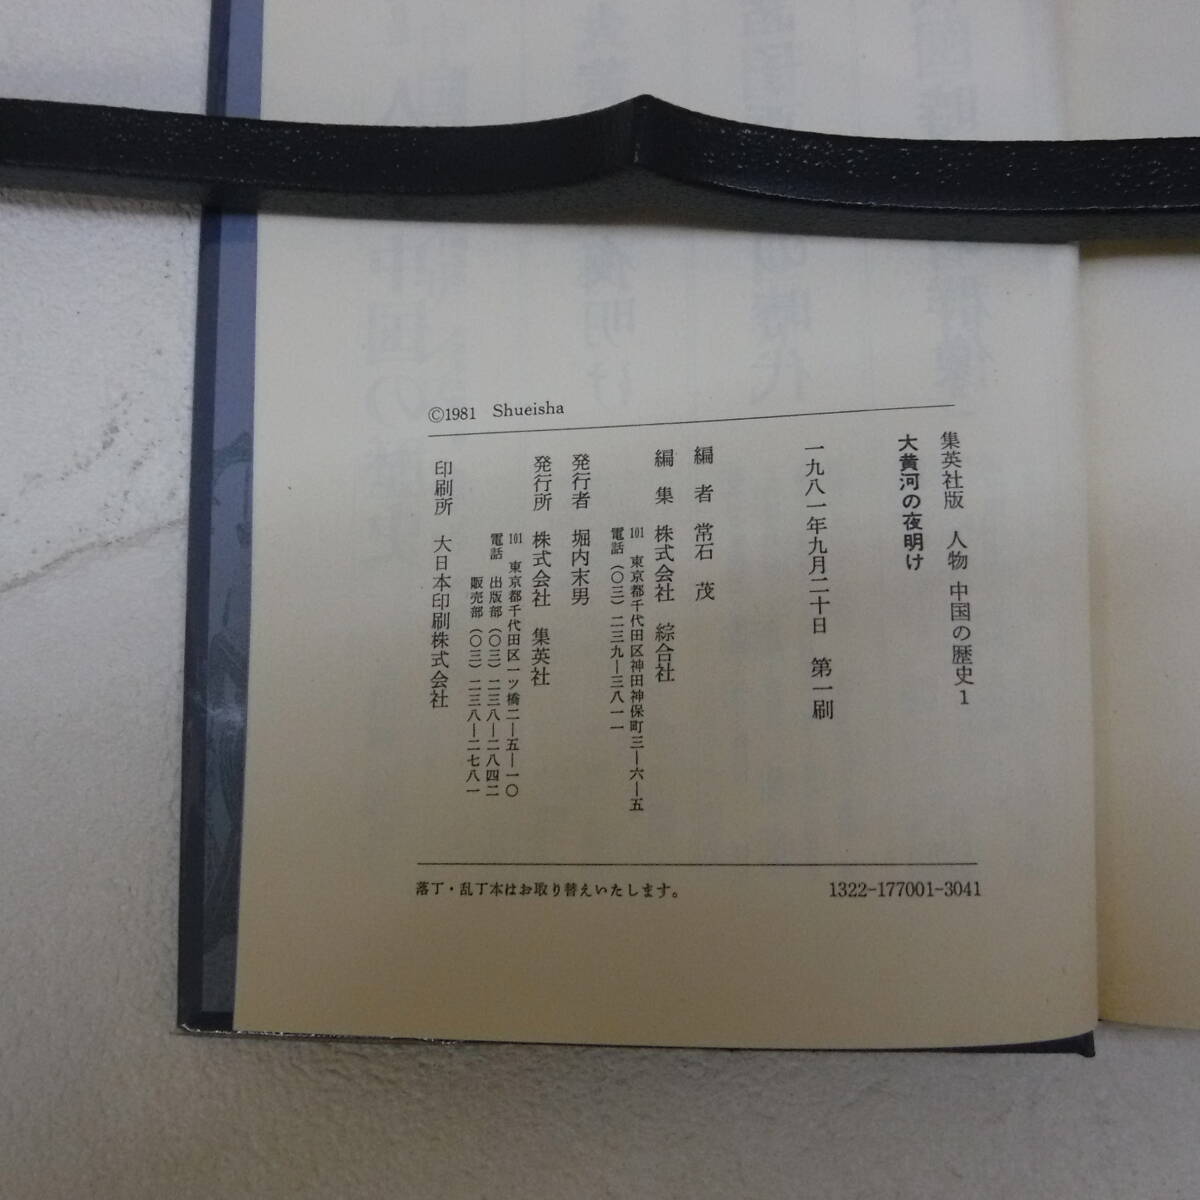 集英社版 人物 中国の歴史1
大黄河の夜明け
一九八一年九月二十日 第一刷
編者 常石 茂
編集 株式会社 綜合社
101 東京都千代田区神田神保町三―六―五
電話 (〇三) 二三九―三八一一
発行者 堀内末男
発行所 株式会社 集英社
101 東京都千代田区一ツ橋二―五―一〇
電話 出版部 (〇三) 二三八―二八四二
販売部 (〇三) 二三八―二七八一
印刷所 大日本印刷株式会社
©1981 Shueisha
落丁・乱丁本はお取り替えいたします。
1322-177001-3041